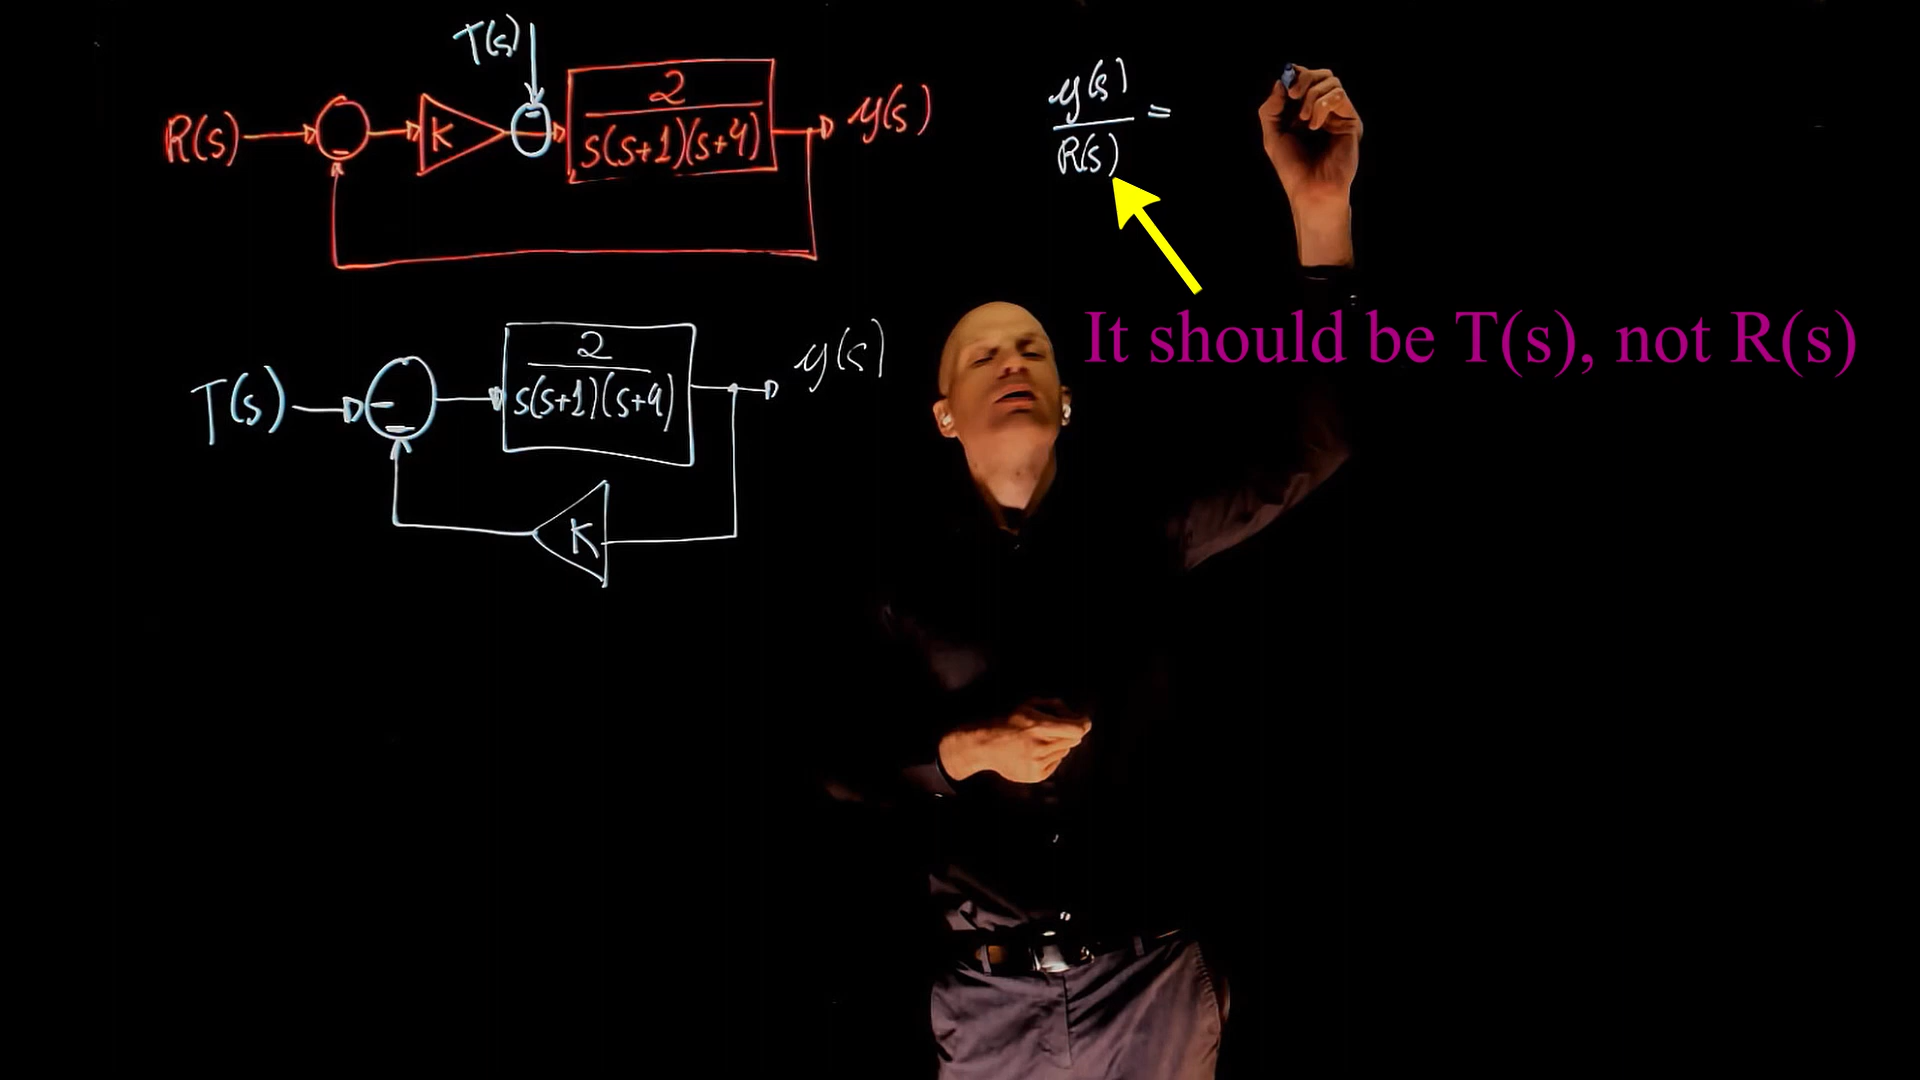 T(s)
R(s)
K
2
s(s+1)(s+4)
y(s)
y(s)
R(s)
=
It should be T(s), not R(s)
T(s)
2
s(s+1)(s+4)
y(s)
K